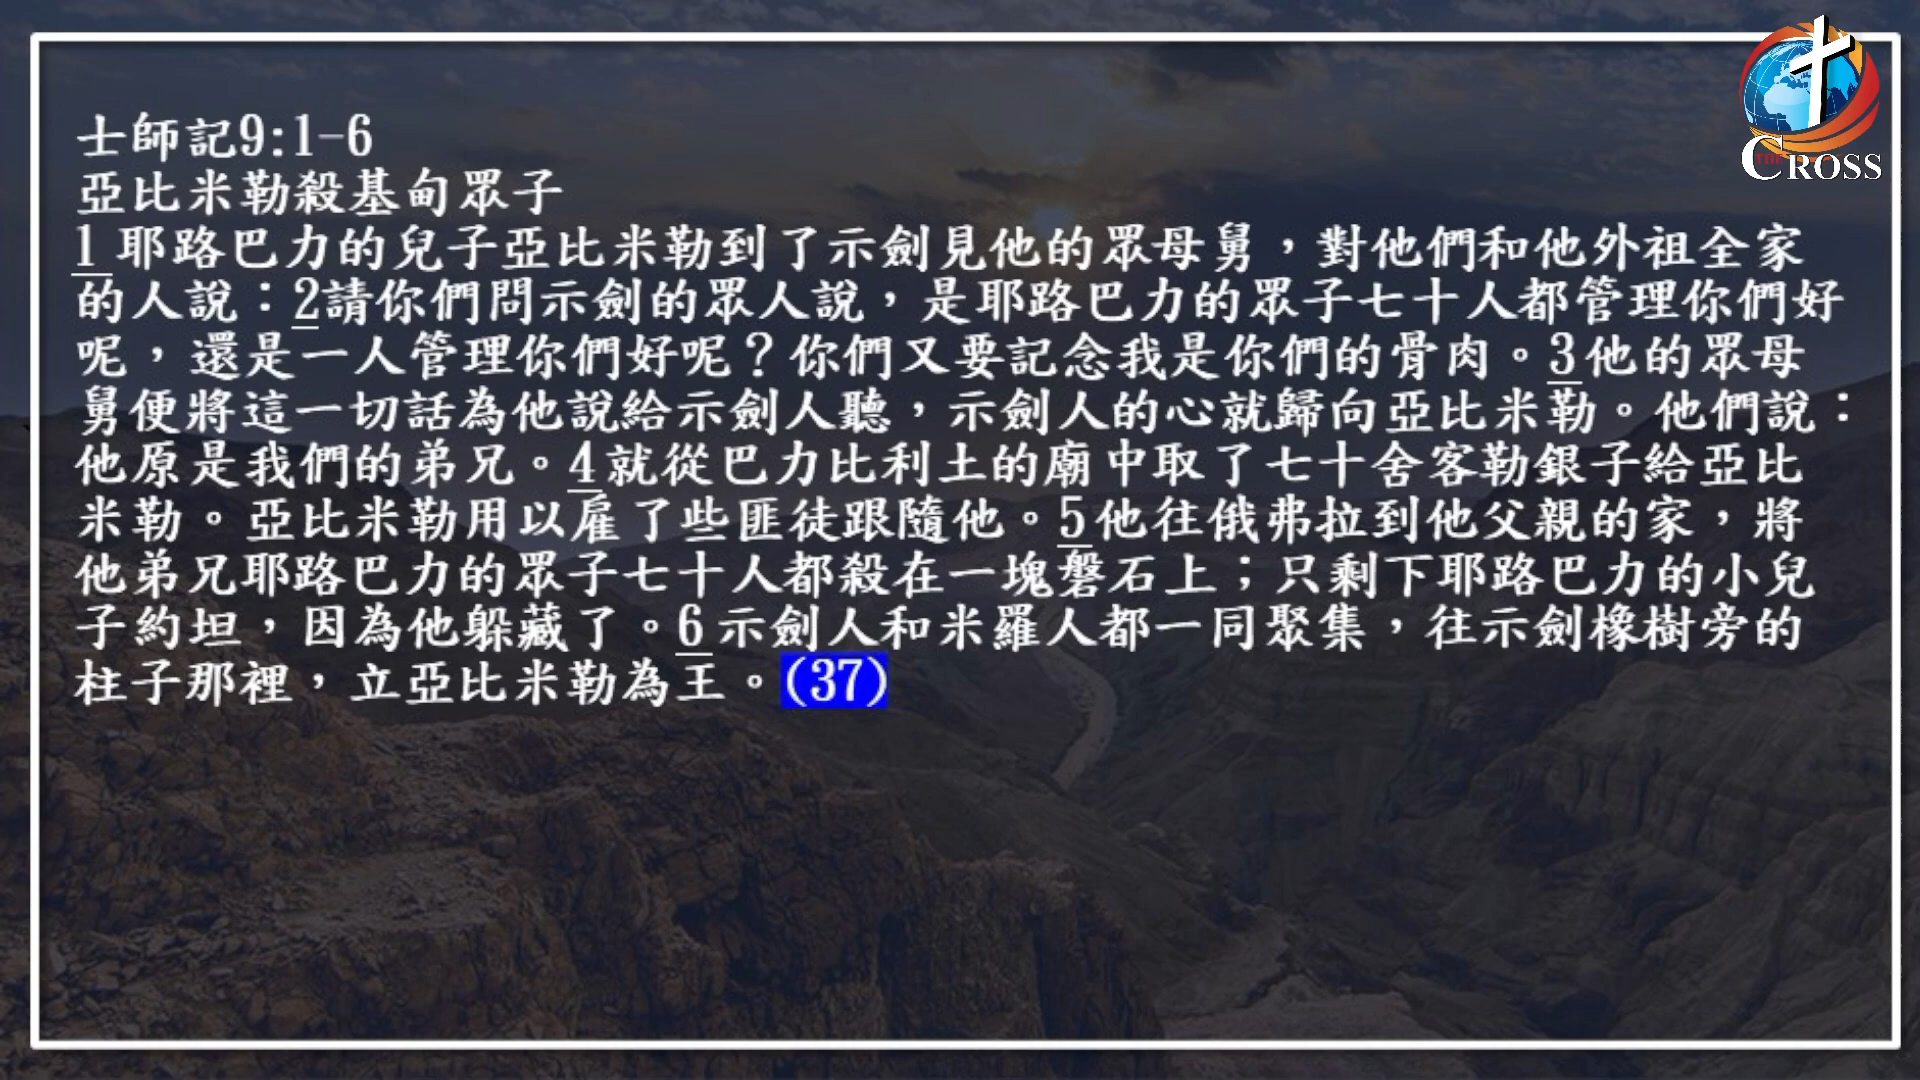 THE CROSS
士師記9:1-6
亞比米勒殺基甸眾子
1 耶路巴力的兒子亞比米勒到了示劍見他的眾母舅，對他們和他外祖全家
的人說：2請你們問示劍的眾人說，是耶路巴力的眾子七十人都管理你們好
呢，還是一人管理你們好呢？你們又要記念我是你們的骨肉。3他的眾母
舅便將這一切話為他說給示劍人聽，示劍人的心就歸向亞比米勒。他們說：
他原是我們的弟兄。4就從巴力比利土的廟中取了七十舍客勒銀子給亞比
米勒。亞比米勒用以雇了些匪徒跟隨他。5他往俄弗拉到他父親的家，將
他弟兄耶路巴力的眾子七十人都殺在一塊磐石上；只剩下耶路巴力的小兒
子約坦，因為他躲藏了。6示劍人和米羅人都一同聚集，往示劍橡樹旁的
柱子那裡，立亞比米勒為王。(37)